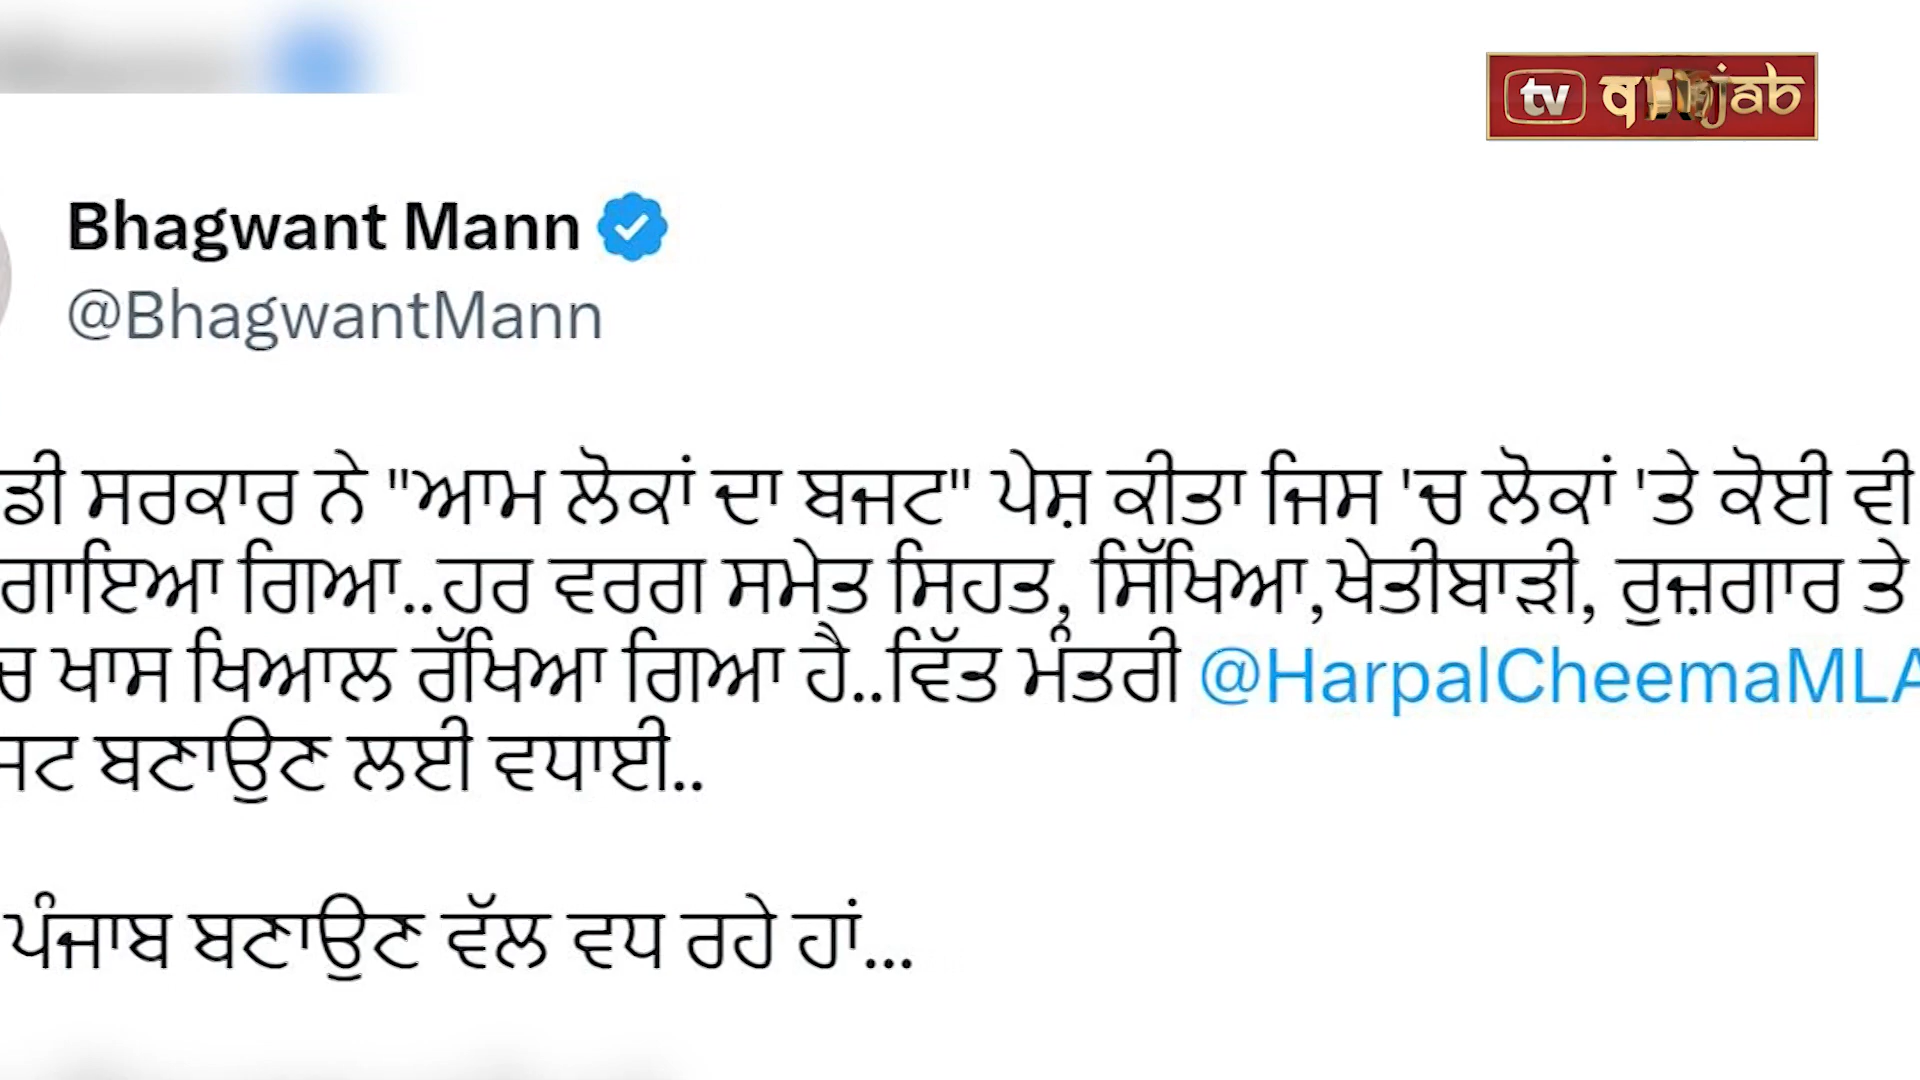 tv
Bhagwant Mann
@BhagwantMann
ਡੀ ਸਰਕਾਰ ਨੇ "ਆਮ ਲੋਕਾਂ ਦਾ ਬਜਟ" ਪੇਸ਼ ਕੀਤਾ ਜਿਸ 'ਚ ਲੋਕਾਂ 'ਤੇ ਕੋਈ ਵੀ
ਗਾਇਆ ਗਿਆ..ਹਰ ਵਰਗ ਸਮੇਤ ਸਿਹਤ, ਸਿੱਖਿਆ,ਖੇਤੀਬਾੜੀ, ਰੁਜ਼ਗਾਰ ਤੇ
ਚ ਖਾਸ ਖਿਆਲ ਰੱਖਿਆ ਗਿਆ ਹੈ..ਵਿੱਤ ਮੰਤਰੀ @HarpalCheemaMLA
ਜਟ ਬਣਾਉਣ ਲਈ ਵਧਾਈ..
ਪੰਜਾਬ ਬਣਾਉਣ ਵੱਲ ਵਧ ਰਹੇ ਹਾਂ...